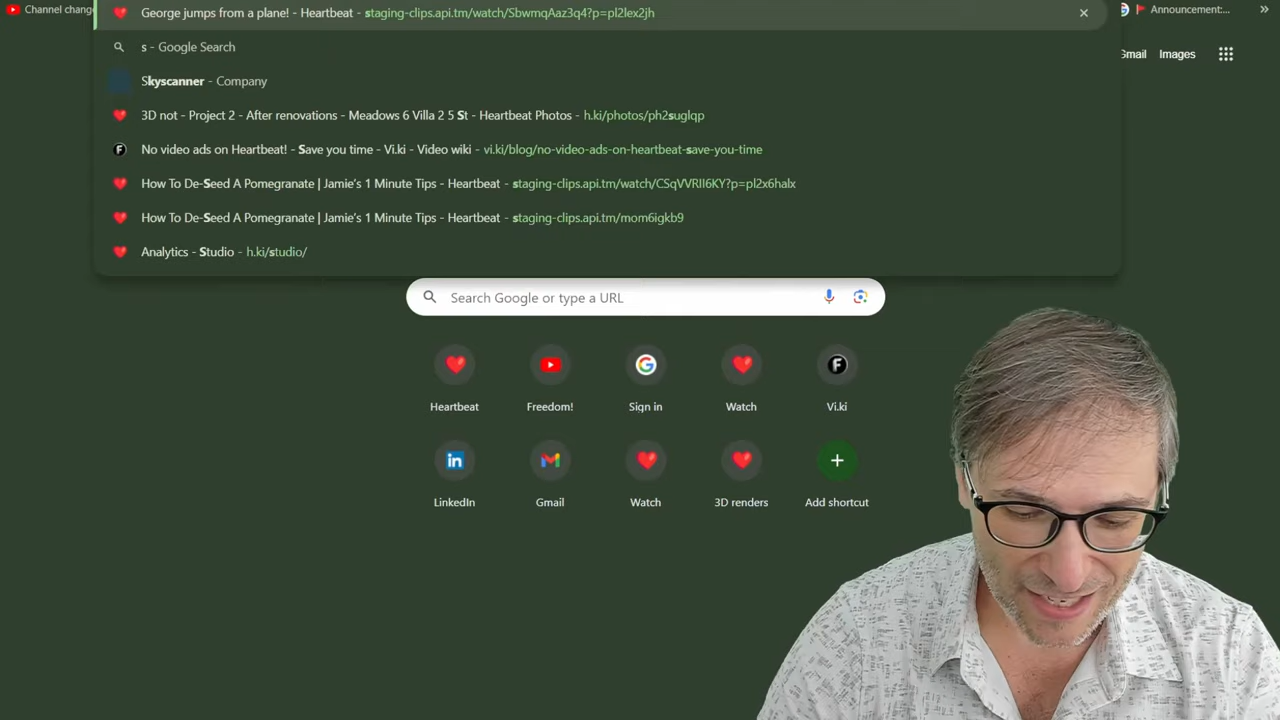 Channel chang
George jumps from a plane! - Heartbeat - staging-clips.api.tm/watch/SbwmqAaz3q4?p=pl2lex2jh
Announcement:...
s - Google Search
Gmail Images
Skyscanner - Company
3D not - Project 2 - After renovations - Meadows 6 Villa 2 5 St - Heartbeat Photos - h.ki/photos/ph2suglqp
No video ads on Heartbeat! - Save you time - Vi.ki - Video wiki - vi.ki/blog/no-video-ads-on-heartbeat-save-you-time
How To De-Seed A Pomegranate | Jamie's 1 Minute Tips - Heartbeat - staging-clips.api.tm/watch/CSqVVRII6KY?p=pl2x6halx
How To De-Seed A Pomegranate | Jamie's 1 Minute Tips - Heartbeat - staging-clips.api.tm/mom6igkb9
Analytics - Studio - h.ki/studio/
Search Google or type a URL
Heartbeat Freedom! Sign in Watch Vi.ki
LinkedIn Gmail Watch 3D renders Add shortcut